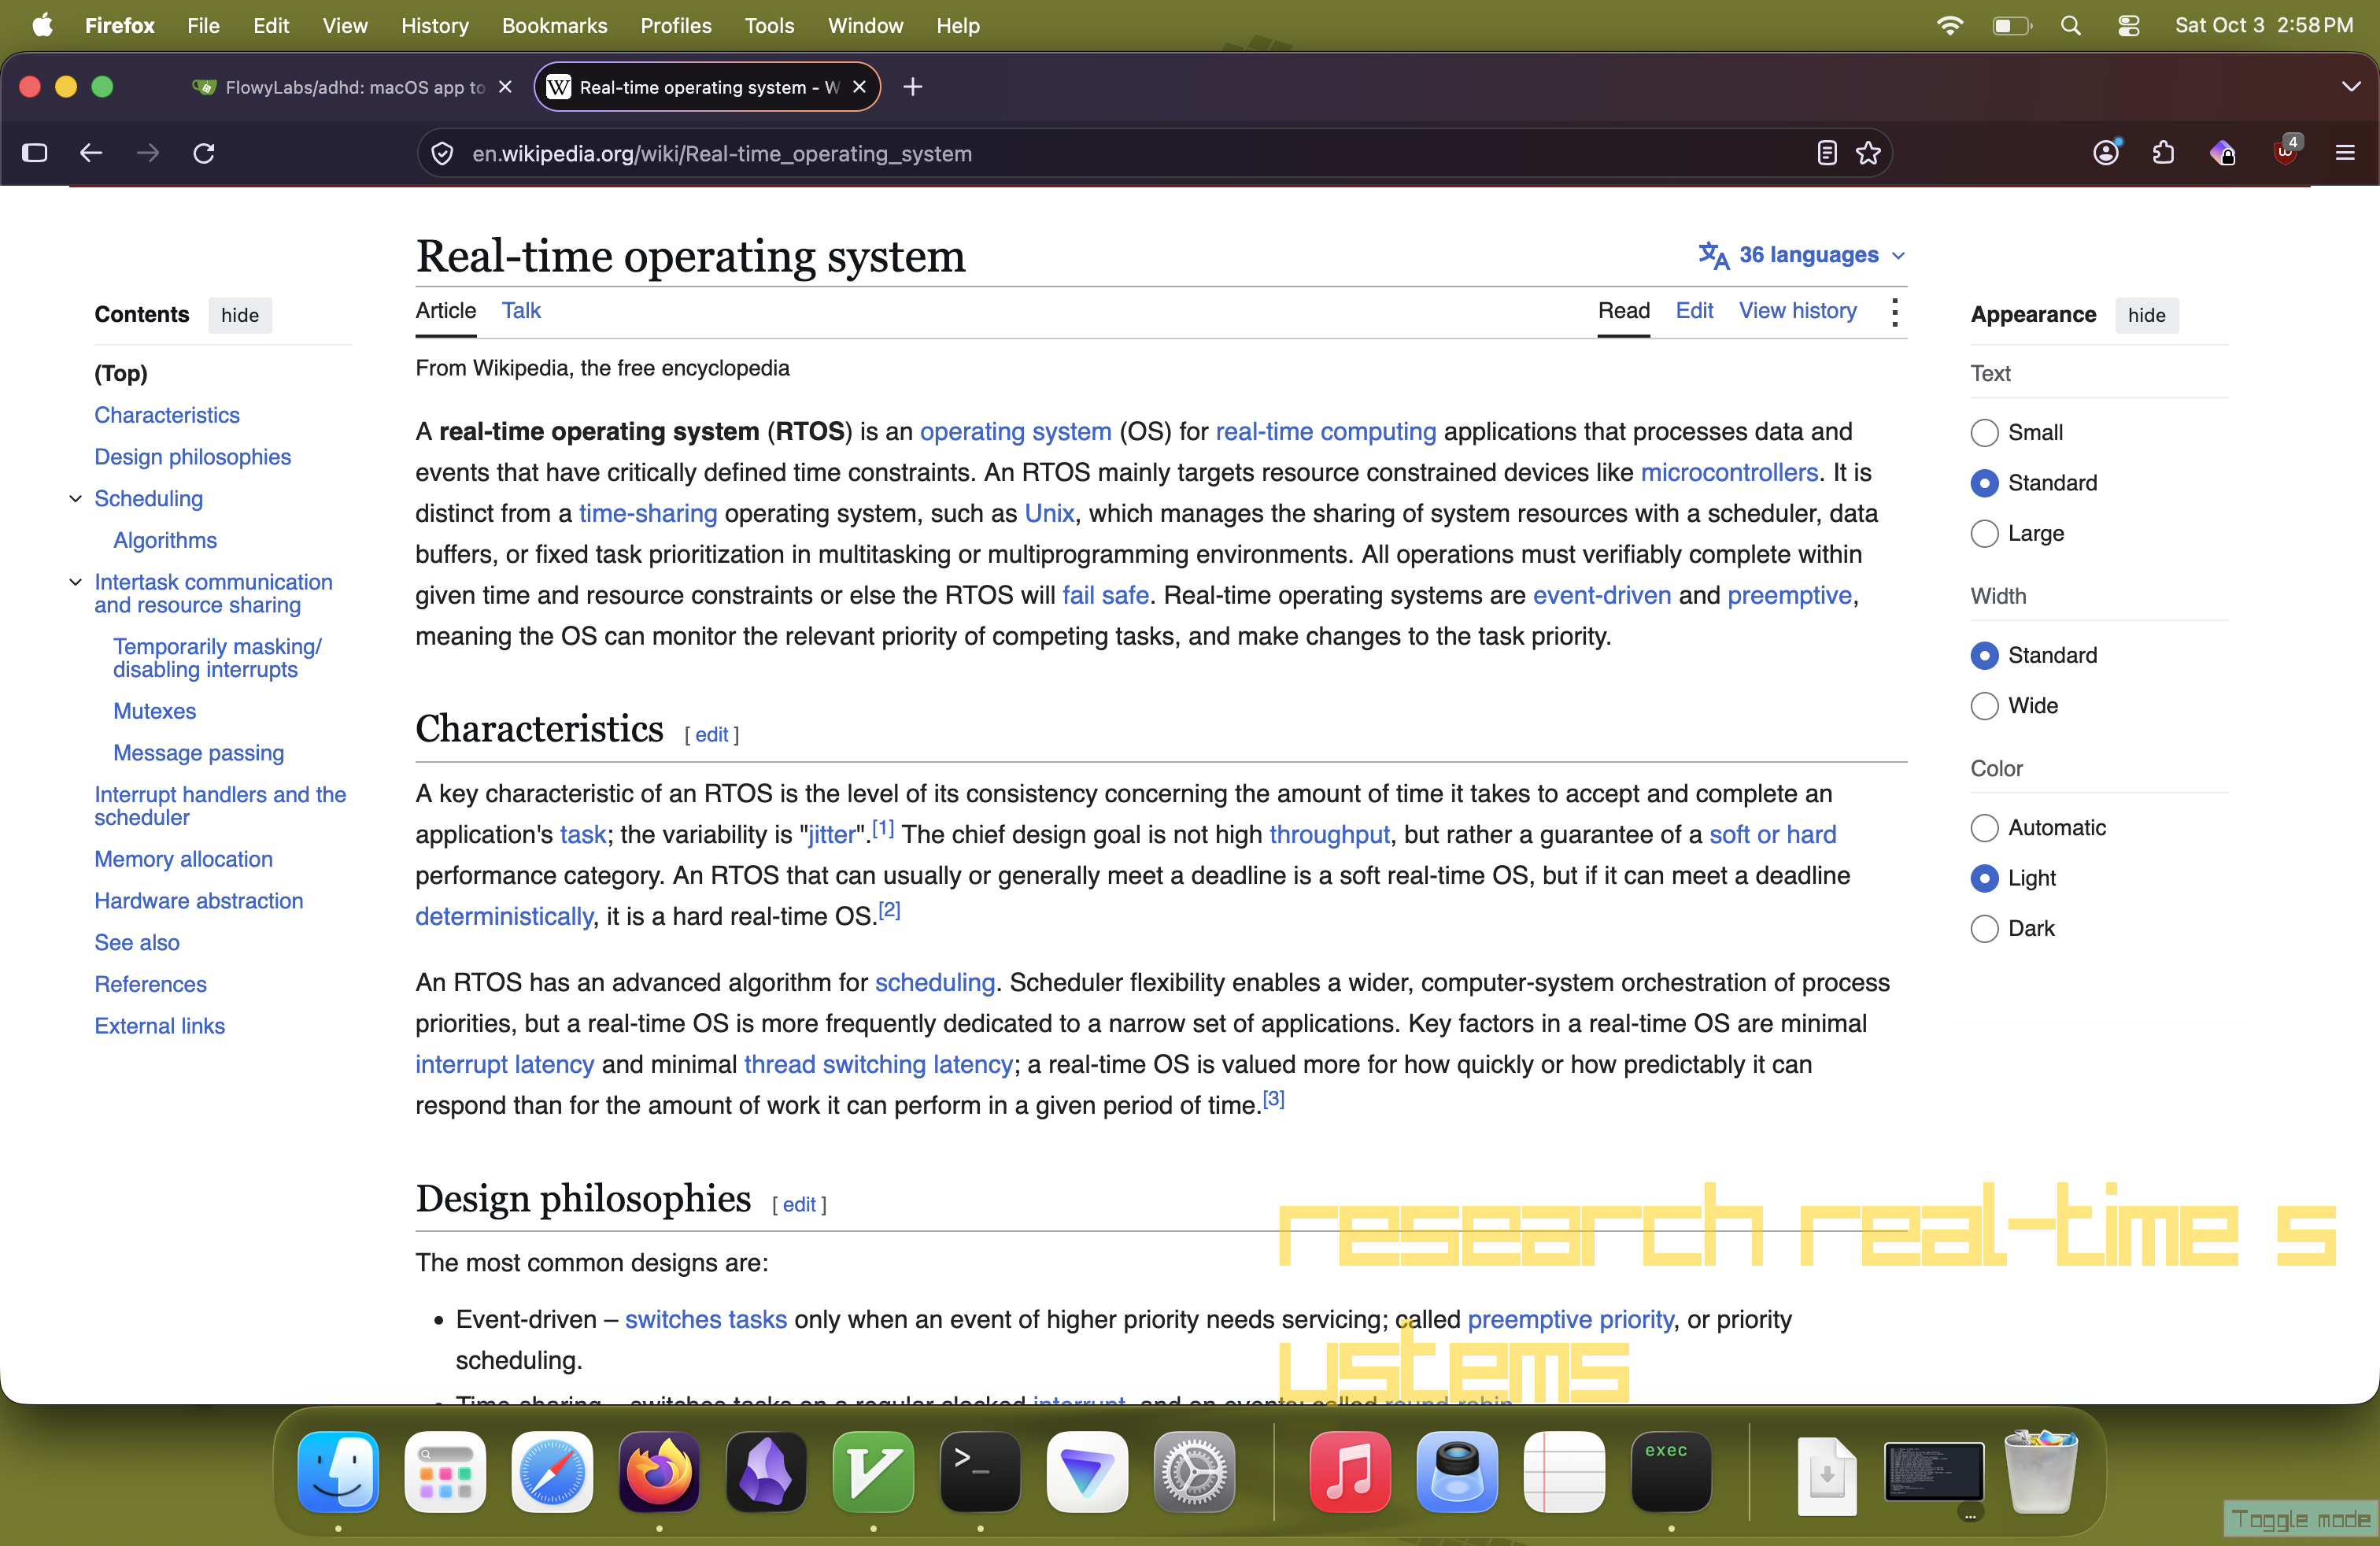 Firefox File Edit View History Bookmarks Profiles Tools Window Help
Sat Oct 3 2:58 PM
FlowyLabs/adhd: macOS app to
Real-time operating system - W
en.wikipedia.org/wiki/Real-time_operating_system
4
Real-time operating system
36 languages
Article Talk
Read Edit View history
From Wikipedia, the free encyclopedia
Contents hide
(Top)
Characteristics
Design philosophies
Scheduling
Algorithms
Intertask communication
and resource sharing
Temporarily masking/
disabling interrupts
Mutexes
Message passing
Interrupt handlers and the
scheduler
Memory allocation
Hardware abstraction
See also
References
External links
A real-time operating system (RTOS) is an operating system (OS) for real-time computing applications that processes data and
events that have critically defined time constraints. An RTOS mainly targets resource constrained devices like microcontrollers. It is
distinct from a time-sharing operating system, such as Unix, which manages the sharing of system resources with a scheduler, data
buffers, or fixed task prioritization in multitasking or multiprogramming environments. All operations must verifiably complete within
given time and resource constraints or else the RTOS will fail safe. Real-time operating systems are event-driven and preemptive,
meaning the OS can monitor the relevant priority of competing tasks, and make changes to the task priority.
Characteristics [ edit ]
A key characteristic of an RTOS is the level of its consistency concerning the amount of time it takes to accept and complete an
application's task; the variability is "jitter".[1] The chief design goal is not high throughput, but rather a guarantee of a soft or hard
performance category. An RTOS that can usually or generally meet a deadline is a soft real-time OS, but if it can meet a deadline
deterministically, it is a hard real-time OS.[2]
An RTOS has an advanced algorithm for scheduling. Scheduler flexibility enables a wider, computer-system orchestration of process
priorities, but a real-time OS is more frequently dedicated to a narrow set of applications. Key factors in a real-time OS are minimal
interrupt latency and minimal thread switching latency; a real-time OS is valued more for how quickly or how predictably it can
respond than for the amount of work it can perform in a given period of time.[3]
Design philosophies [ edit ]
The most common designs are:
• Event-driven – switches tasks only when an event of higher priority needs servicing; called preemptive priority, or priority
scheduling.
• Time-sharing – switches tasks on a regular clocked interrupt, and on events; called round-robin
Appearance hide
Text
Small
Standard
Large
Width
Standard
Wide
Color
Automatic
Light
Dark
research real-time s
ystems
exec
Toggle mode